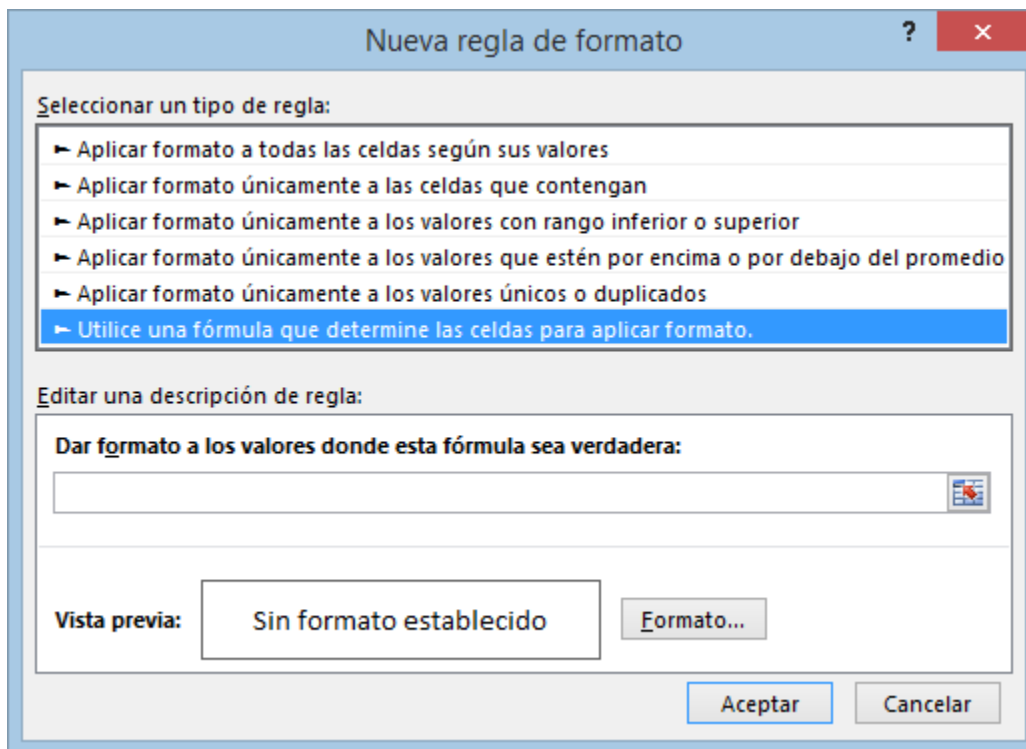 Nueva regla de formato
?
×
Seleccionar un tipo de regla:
► Aplicar formato a todas las celdas según sus valores
► Aplicar formato únicamente a las celdas que contengan
► Aplicar formato únicamente a los valores con rango inferior o superior
► Aplicar formato únicamente a los valores que estén por encima o por debajo del promedio
► Aplicar formato únicamente a los valores únicos o duplicados
► Utilice una fórmula que determine las celdas para aplicar formato.
Editar una descripción de regla:
Dar formato a los valores donde esta fórmula sea verdadera:
Vista previa:
Sin formato establecido
Formato...
Aceptar
Cancelar